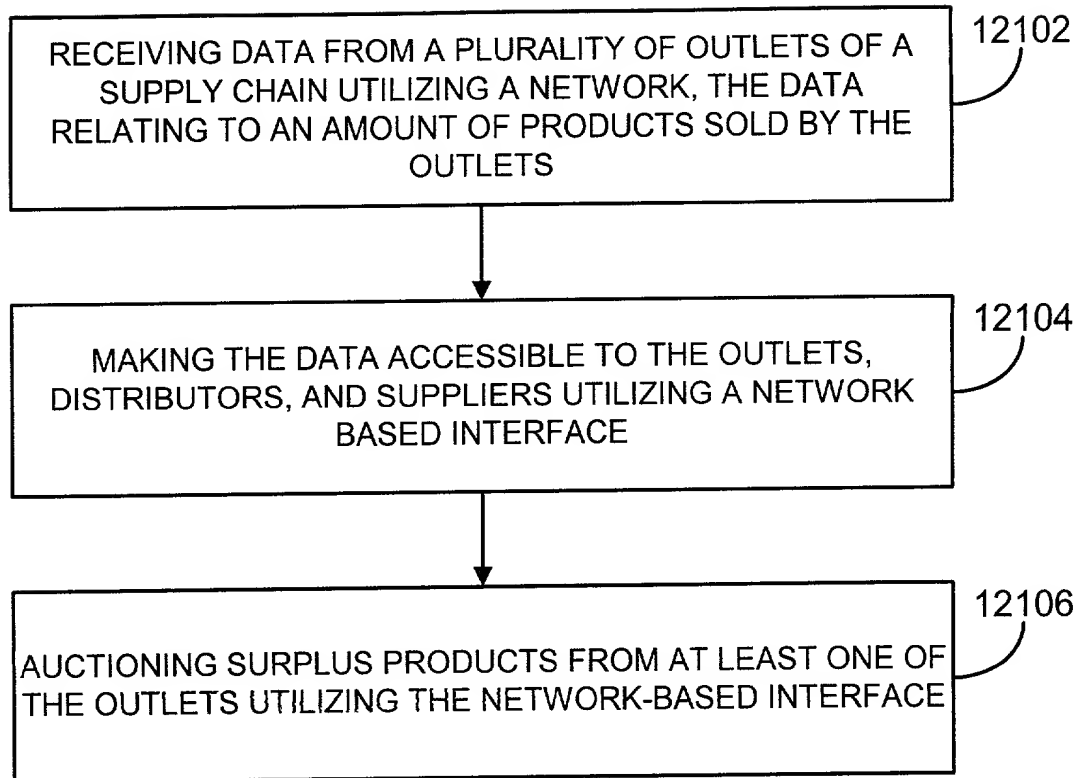 12102
RECEIVING DATA FROM A PLURALITY OF OUTLETS OF A
SUPPLY CHAIN UTILIZING A NETWORK, THE DATA
RELATING TO AN AMOUNT OF PRODUCTS SOLD BY THE
OUTLETS
12104
MAKING THE DATA ACCESSIBLE TO THE OUTLETS,
DISTRIBUTORS, AND SUPPLIERS UTILIZING A NETWORK
BASED INTERFACE
12106
AUCTIONING SURPLUS PRODUCTS FROM AT LEAST ONE OF
THE OUTLETS UTILIZING THE NETWORK-BASED INTERFACE